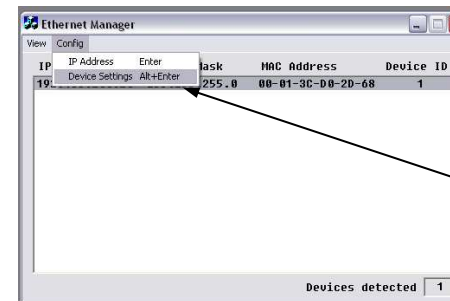 Ethernet Manager
View Config
IP Address Enter
Device Settings Alt+Enter
IP Mask MAC Address Device ID
255.0 00-01-3C-D0-2D-68 1
Devices detected 1